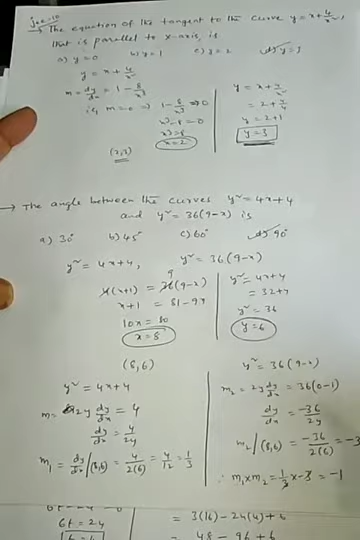 Jee-10
→ The equation of the tangent to the curve y = x + 4/x²,
that is parallel to x-axis, is
a) y=0 b) y=1 c) y=2 d) y=3
y = x + 4/x²
m = dy/dx = 1 - 8/x³
m=0 ⇒ 1 - 8/x³ = 0
x³-8=0
x³=8
x=2
(2,3)
y = x + 4/x²
= 2 + 4/4
y = 2+1
y=3
→ The angle between the curves y² = 4x+4
and y² = 36(9-x) is
a) 30° b) 45° c) 60° d) 90°
y² = 4x+4, y² = 36(9-x)
4(x+1) = 36(9-x)
9
x+1 = 81-9x
10x = 80
x=8
y² = 4x+4
= 32+4
y² = 36
y=6
(8,6)
y² = 4x+4
m= 2y dy/dx = 4
dy/dx = 4/2y
m₁ = dy/dx /(8,6) = 4/2(6) = 4/12 = 1/3
y² = 36(9-x)
m₂ = 2y dy/dx = 36(0-1)
dy/dx = -36/2y
m₂/(8,6) = -36/2(6) = -3
∴ m₁×m₂ = 1/3 × -3 = -1
6t = 24
= 3(16) - 24(4) + 6
= 48 - 96 + 6